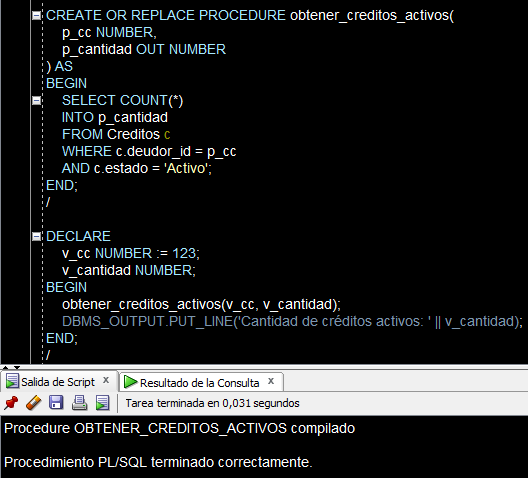 CREATE OR REPLACE PROCEDURE obtener_creditos_activos(
p_cc NUMBER,
p_cantidad OUT NUMBER
) AS
BEGIN
SELECT COUNT(*)
INTO p_cantidad
FROM Creditos c
WHERE c.deudor_id = p_cc
AND c.estado = 'Activo';
END;
/
DECLARE
v_cc NUMBER := 123;
v_cantidad NUMBER;
BEGIN
obtener_creditos_activos(v_cc, v_cantidad);
DBMS_OUTPUT.PUT_LINE('Cantidad de créditos activos: ' || v_cantidad);
END;
/
Salida de Script x Resultado de la Consulta x
Tarea terminada en 0,031 segundos
Procedure OBTENER_CREDITOS_ACTIVOS compilado
Procedimiento PL/SQL terminado correctamente.